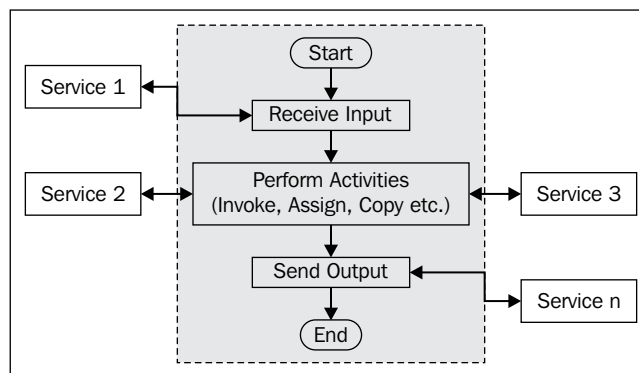 Start
Service 1
Receive Input
Service 2
Perform Activities
(Invoke, Assign, Copy etc.)
Service 3
Send Output
Service n
End